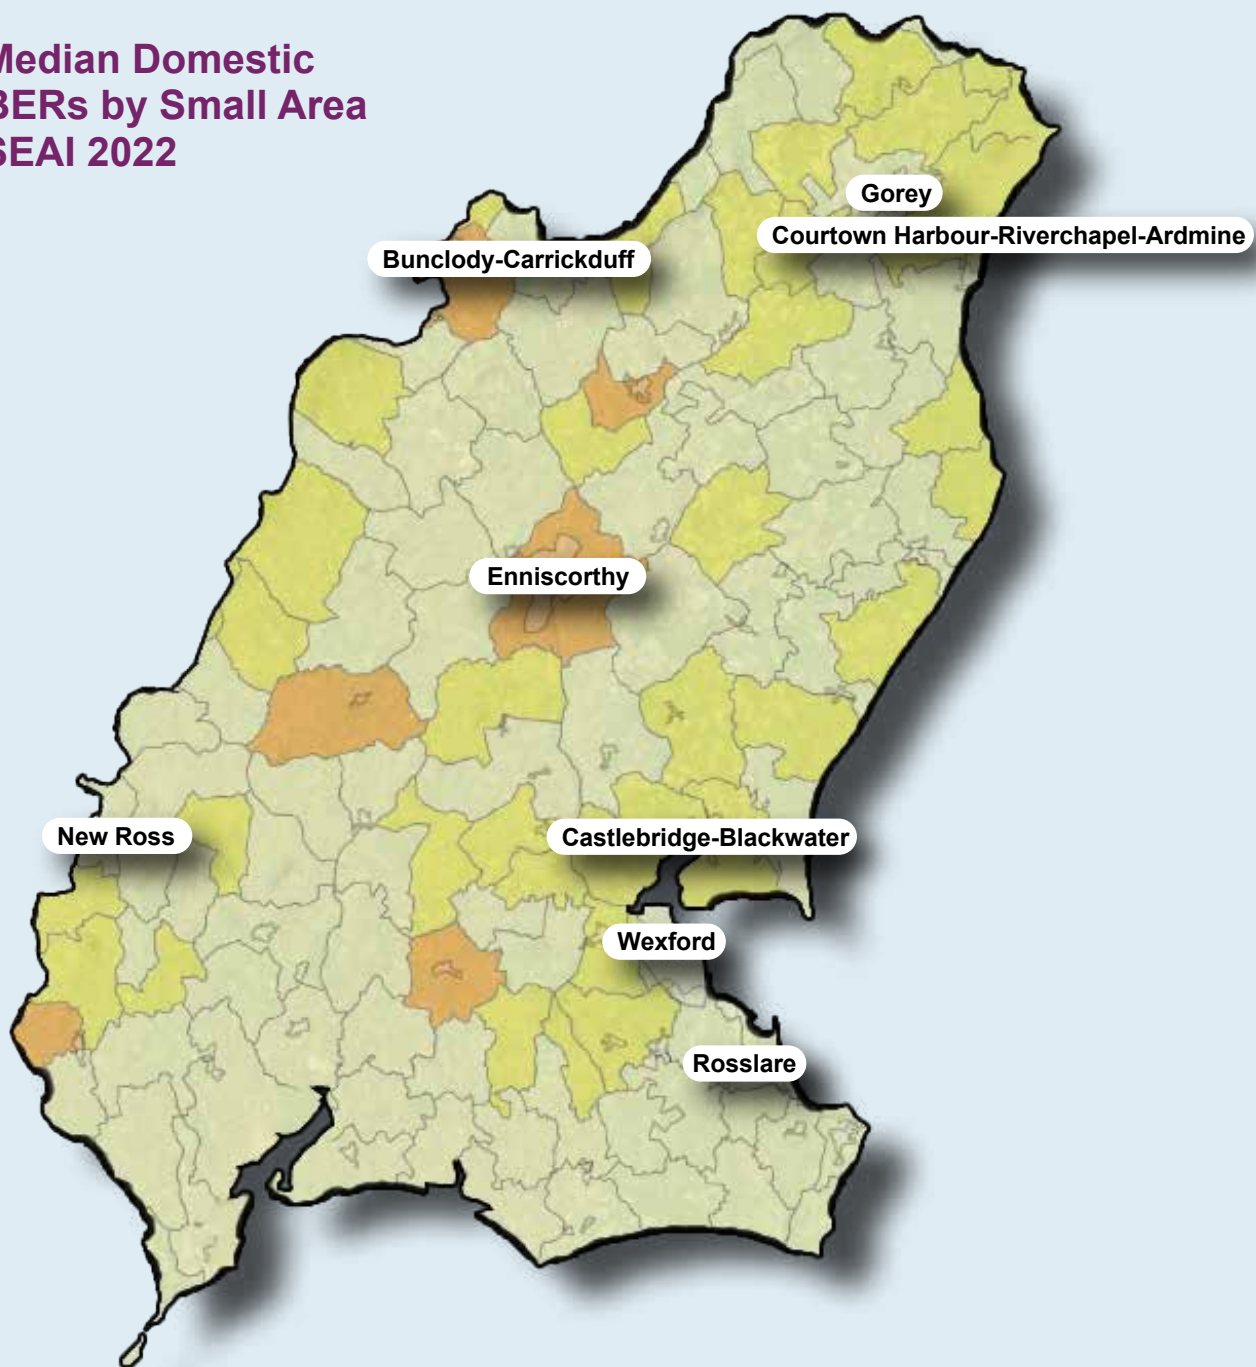 Median Domestic
BERs by Small Area
SEAI 2022
Gorey
Courtown Harbour-Riverchapel-Ardmine
Bunclody-Carrickduff
Enniscorthy
New Ross
Castlebridge-Blackwater
Wexford
Rosslare